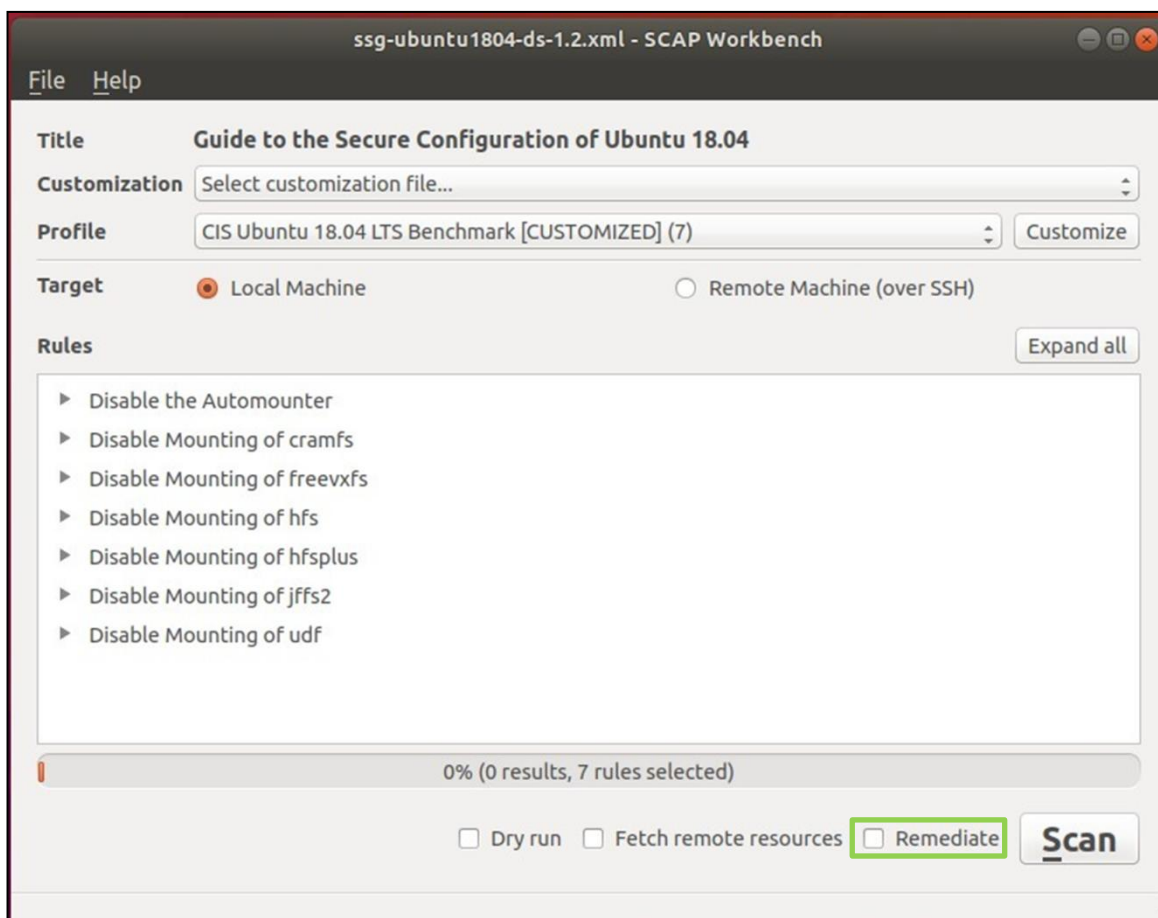 ssg-ubuntu1804-ds-1.2.xml - SCAP Workbench
File Help
Title Guide to the Secure Configuration of Ubuntu 18.04
Customization Select customization file...
Profile CIS Ubuntu 18.04 LTS Benchmark [CUSTOMIZED] (7) Customize
Target Local Machine Remote Machine (over SSH)
Rules Expand all
Disable the Automounter
Disable Mounting of cramfs
Disable Mounting of freevxfs
Disable Mounting of hfs
Disable Mounting of hfsplus
Disable Mounting of jffs2
Disable Mounting of udf
0% (0 results, 7 rules selected)
Dry run Fetch remote resources Remediate Scan